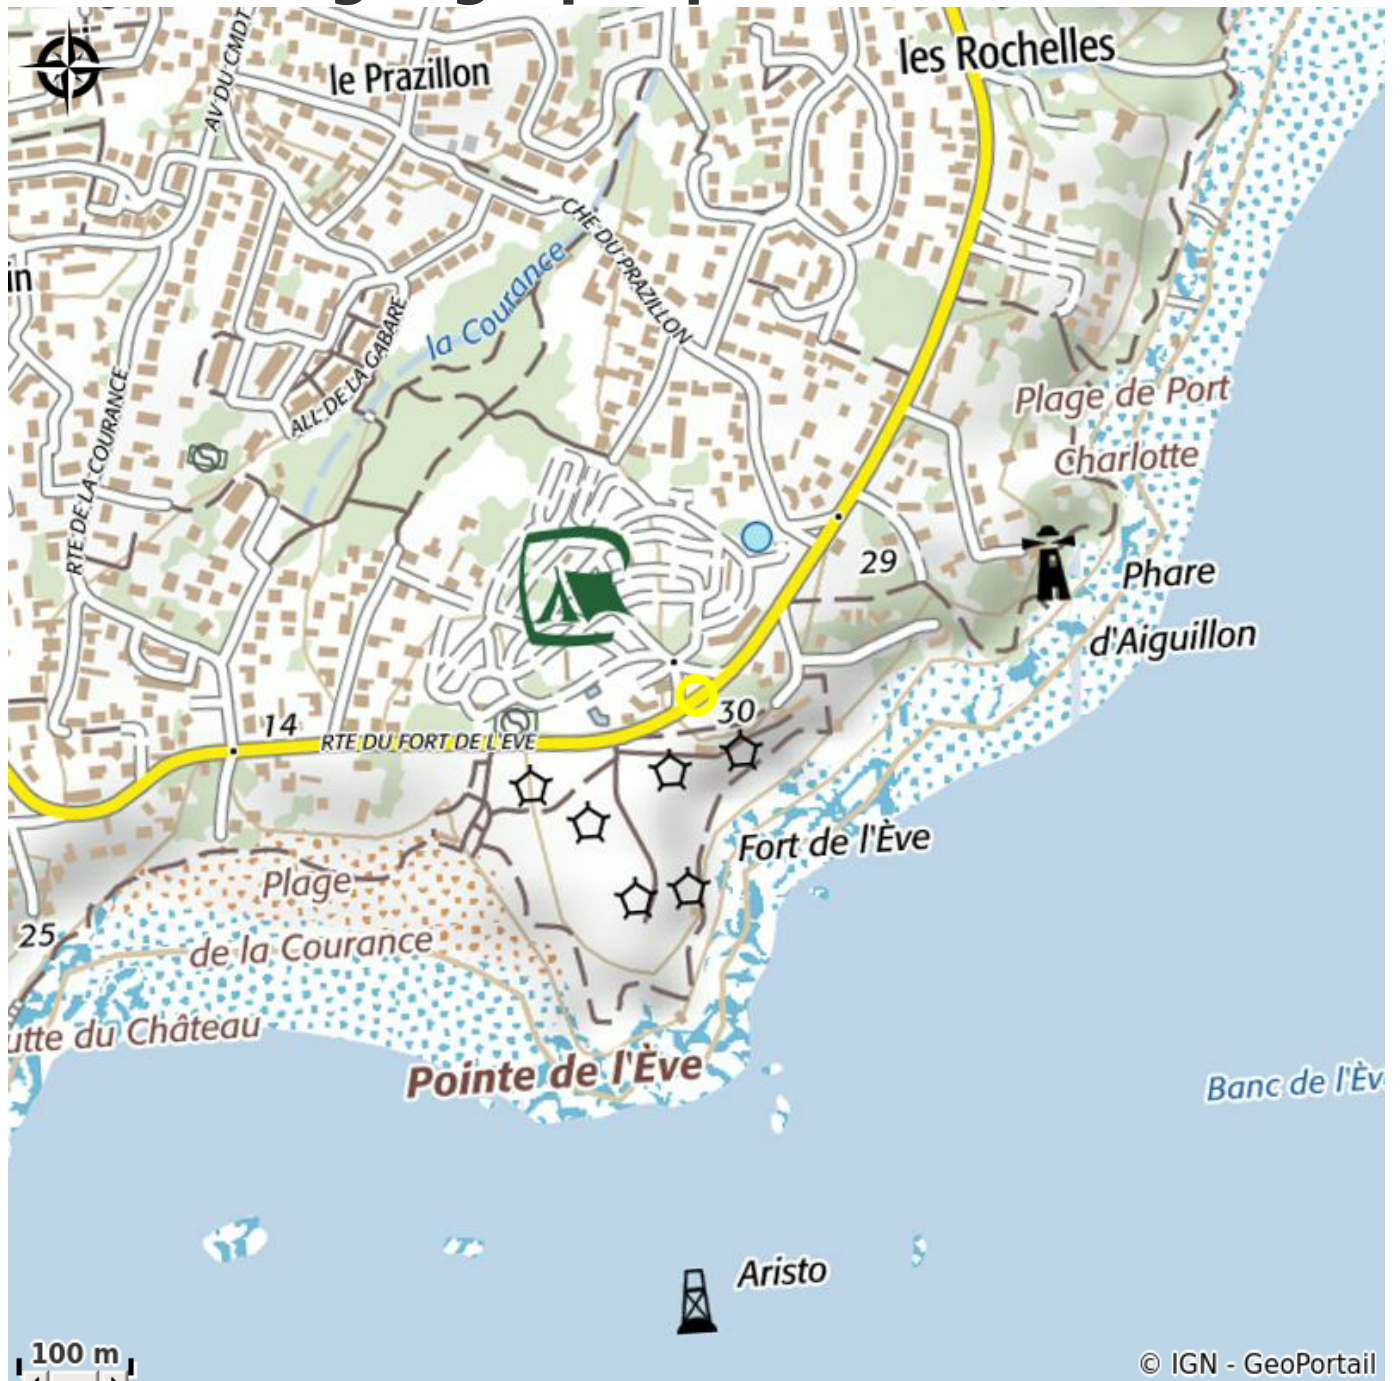 les Rochelles
le Prazillon
AV DU CMDT
CHE DU PRAZILLON
la Courance
in
ALL DE LA GABARE
RTE DE LA COURANCE
Plage de Port
Charlotte
29
Phare
d'Aiguillon
30
14
RTE DU FORT DE L'EVE
Fort de l'Ève
Plage
de la Courance
25
utte du Château
Pointe de l'Ève
Banc de l'Èv
Aristo
100 m
© IGN - GeoPortail